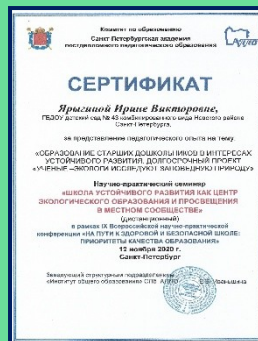 Комитет по образованию
Санкт-Петербургская академия
постдипломного педагогического образования
СЕРТИФИКАТ
Ярыгиной Ирине Викторовне,
ГБДОУ детский сад № 43 комбинированного вида Невского района
Санкт-Петербурга,
за представление педагогического опыта на тему:
«ОБРАЗОВАНИЕ СТАРШИХ ДОШКОЛЬНИКОВ В ИНТЕРЕСАХ
УСТОЙЧИВОГО РАЗВИТИЯ. ДОЛГОСРОЧНЫЙ ПРОЕКТ
«УЧЕНЫЕ –ЭКОЛОГИ ИССЛЕДУЮТ ЗАПОВЕДНУЮ ПРИРОДУ»
Научно-практический семинар
«ШКОЛА УСТОЙЧИВОГО РАЗВИТИЯ КАК ЦЕНТР
ЭКОЛОГИЧЕСКОГО ОБРАЗОВАНИЯ И ПРОСВЕЩЕНИЯ
В МЕСТНОМ СООБЩЕСТВЕ»
(дистанционный)
в рамках IX Всероссийской научно-практической
конференции «НА ПУТИ К ЗДОРОВОЙ И БЕЗОПАСНОЙ ШКОЛЕ:
ПРИОРИТЕТЫ КАЧЕСТВА ОБРАЗОВАНИЯ»
19 ноября 2020 г.
Санкт-Петербург
Заведующий структурным подразделением
«Институт общего образования СПб АППО»